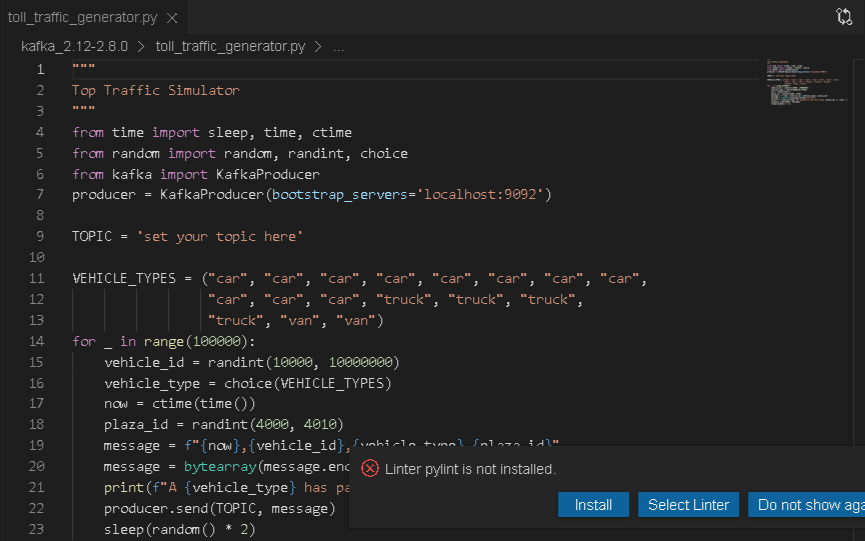 toll_traffic_generator.py ×
kafka_2.12-2.8.0 > toll_traffic_generator.py > ...
1 """
2 Top Traffic Simulator
3 """
4 from time import sleep, time, ctime
5 from random import random, randint, choice
6 from kafka import KafkaProducer
7 producer = KafkaProducer(bootstrap_servers='localhost:9092')
8
9 TOPIC = 'set your topic here'
10
11 VEHICLE_TYPES = ("car", "car", "car", "car", "car", "car", "car", "car",
12 "car", "car", "car", "truck", "truck", "truck",
13 "truck", "van", "van")
14 for _ in range(100000):
15 vehicle_id = randint(10000, 10000000)
16 vehicle_type = choice(VEHICLE_TYPES)
17 now = ctime(time())
18 plaza_id = randint(4000, 4010)
19 message = f"{now},{vehicle_id},{vehicle_type},{plaza_id}"
20 message = bytearray(message.enc
21 print(f"A {vehicle_type} has pa
22 producer.send(TOPIC, message)
23 sleep(random() * 2)
Linter pylint is not installed.
Install Select Linter Do not show aga